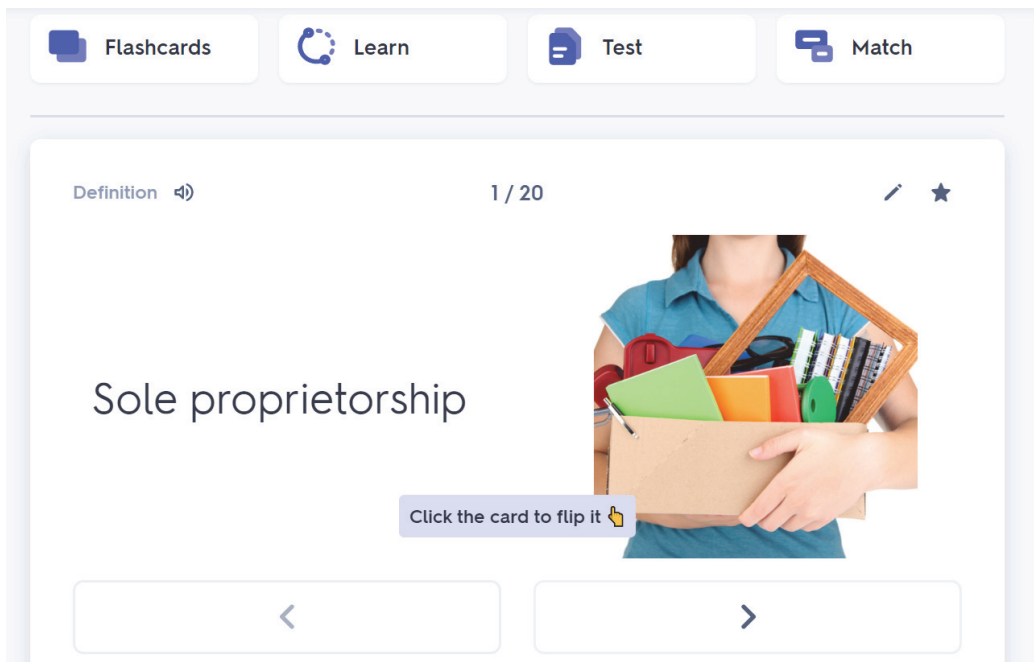 Flashcards
Learn
Test
Match
Definition
1 / 20
Sole proprietorship
Click the card to flip it